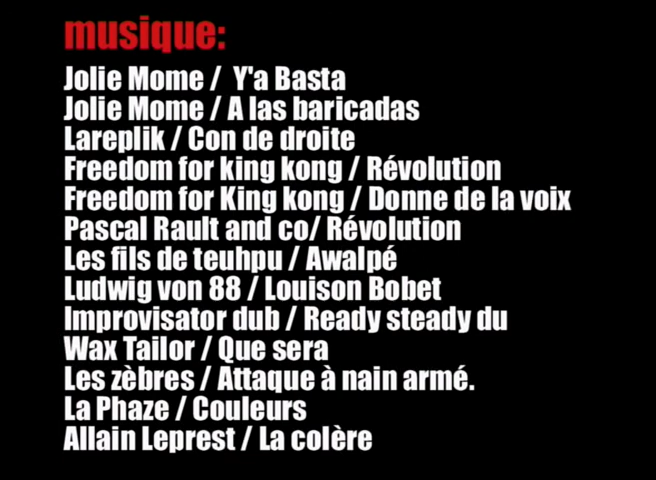 musique:
Jolie Mome / Y'a Basta
Jolie Mome / A las baricadas
Lareplik / Con de droite
Freedom for king kong / Révolution
Freedom for King kong / Donne de la voix
Pascal Rault and co/ Révolution
Les fils de teuhpu / Awalpé
Ludwig von 88 / Louison Bobet
Improvisator dub / Ready steady du
Wax Tailor / Que sera
Les zèbres / Attaque à nain armé.
La Phaze / Couleurs
Allain Leprest / La colère